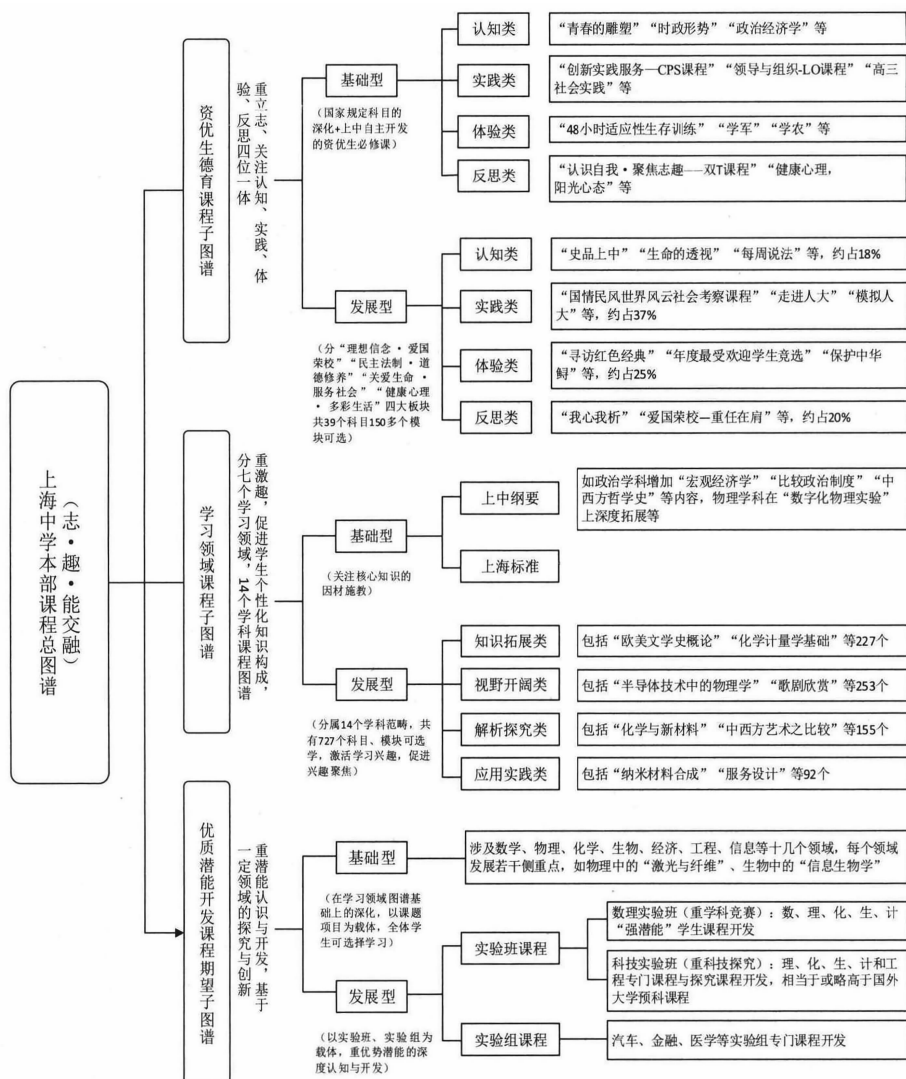 上海中学本部课程总图谱
（志·趣·能交融）
资优生德育课程子图谱
重立志、关注认知、实践、体
验、反思四位一体
基础型
（国家规定科目的
深化+上中自主开发
的资优生必修课）
认知类
“青春的雕塑” “时政形势” “政治经济学”等
实践类
“创新实践服务—CPS课程” “领导与组织-LO课程” “高三
社会实践”等
体验类
“48小时适应性生存训练” “学军” “学农”等
反思类
“认识自我·聚焦志趣——双T课程” “健康心理，
阳光心态”等
发展型
（分“理想信念·爱国
荣校”“民主法制·道
德修养”“关爱生命·
服务社会”“健康心理
·多彩生活”四大板块
共39个科目150多个模
块可选）
认知类
“史品上中” “生命的透视” “每周说法”等，约占18%
实践类
“国情民风世界风云社会考察课程” “走进人大” “模拟人
大”等，约占37%
体验类
“寻访红色经典” “年度最受欢迎学生竞选” “保护中华
鲟”等，约占25%
反思类
“我心我析” “爱国荣校—重任在肩”等，约占20%
学习领域课程子图谱
重激趣，促进学生个性化知识构成，
分七个学习领域，14个学科课程图谱
基础型
（关注核心知识的
因材施教）
上中纲要
如政治学科增加“宏观经济学” “比较政治制度” “中
西方哲学史”等内容，物理学科在“数字化物理实验”
上深度拓展等
上海标准
发展型
（分属14个学科范畴，共
有727个科目、模块可选
学，激活学习兴趣，促进
兴趣聚焦）
知识拓展类
包括“欧美文学史概论” “化学计量学基础”等227个
视野开阔类
包括“半导体技术中的物理学” “歌剧欣赏”等253个
解析探究类
包括“化学与新材料” “中西方艺术之比较”等155个
应用实践类
包括“纳米材料合成” “服务设计”等92个
优质潜能开发课程期望子图谱
重潜能认识与开发，基于
一定领域的探究与创新
基础型
（在学习领域图谱基
础上的深化，以课题
项目为载体，全体学
生可选择学习）
涉及数学、物理、化学、生物、经济、工程、信息等十几个领域，每个领域
发展若干侧重点，如物理中的“激光与纤维”、生物中的“信息生物学”
发展型
（以实验班、实验组为
载体，重优势潜能的深
度认知与开发）
实验班课程
数理实验班（重学科竞赛）：数、理、化、生、计
“强潜能”学生课程开发
科技实验班（重科技探究）：理、化、生、计和工
程专门课程与探究课程开发，相当于或略高于国外
大学预科课程
实验组课程
汽车、金融、医学等实验组专门课程开发